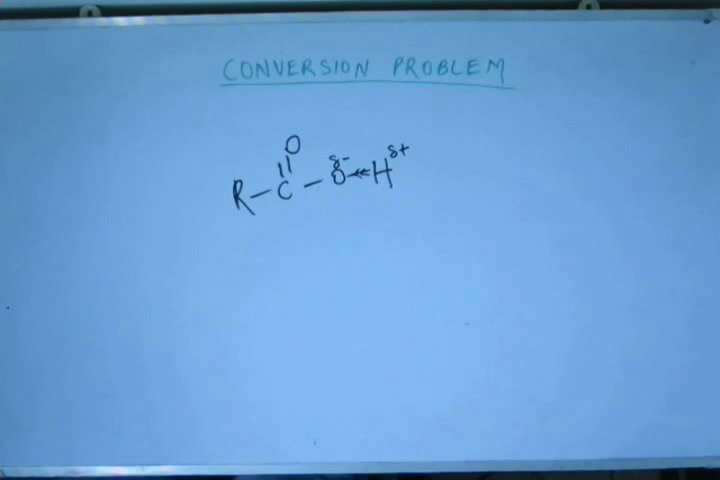 CONVERSION PROBLEM
O
δ- δ+
R-C-O H